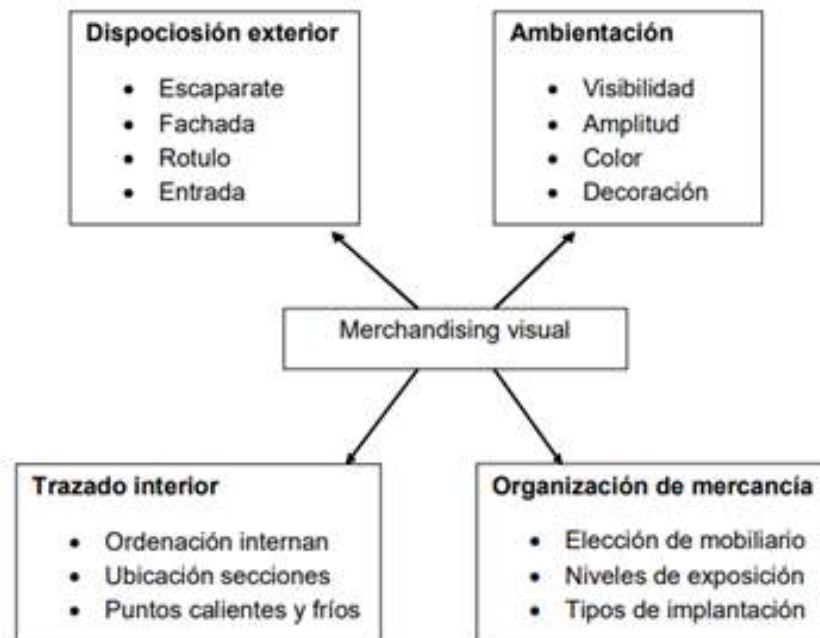 Dispociosión exterior
• Escaparate
• Fachada
• Rotulo
• Entrada
Ambientación
• Visibilidad
• Amplitud
• Color
• Decoración
Merchandising visual
Trazado interior
• Ordenación internan
• Ubicación secciones
• Puntos calientes y fríos
Organización de mercancía
• Elección de mobiliario
• Niveles de exposición
• Tipos de implantación